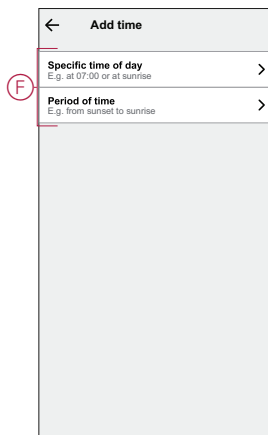 Add time
Specific time of day
E.g. at 07:00 or at sunrise
F
Period of time
E.g. from sunset to sunrise